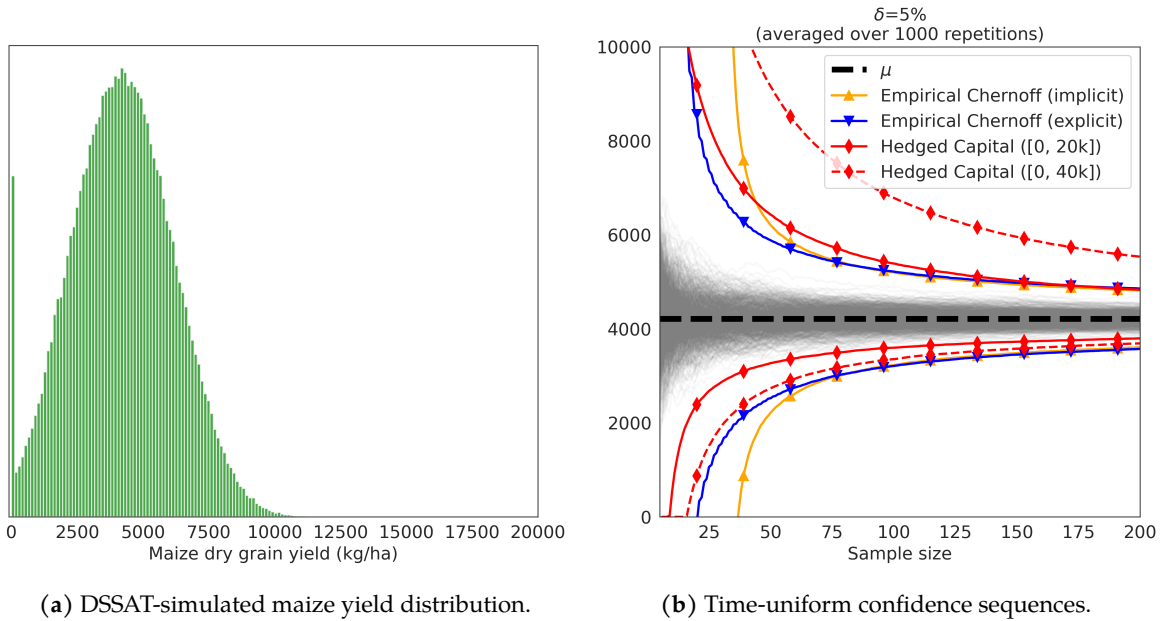 0 2500 5000 7500 10000 12500 15000 17500 20000
Maize dry grain yield (kg/ha)
(a) DSSAT-simulated maize yield distribution.
δ=5%
(averaged over 1000 repetitions)
10000
8000
6000
4000
2000
0
μ
Empirical Chernoff (implicit)
Empirical Chernoff (explicit)
Hedged Capital ([0, 20k])
Hedged Capital ([0, 40k])
25 50 75 100 125 150 175 200
Sample size
(b) Time-uniform confidence sequences.